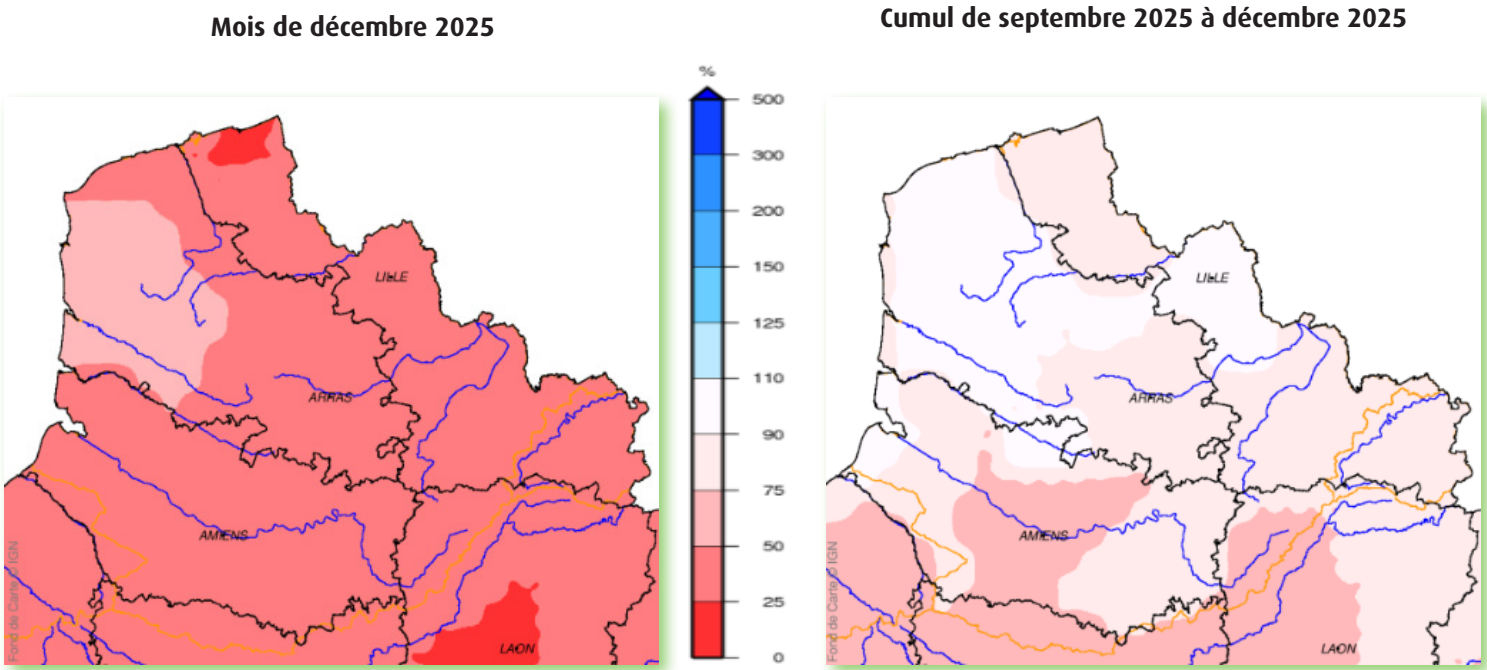 Mois de décembre 2025
Cumul de septembre 2025 à décembre 2025
%
500
300
200
150
125
110
90
75
50
25
0
LILLE
ARRAS
AMIENS
LAON
Fond de Carte © IGN
LILLE
ARRAS
AMIENS
LAON
Fond de Carte © IGN